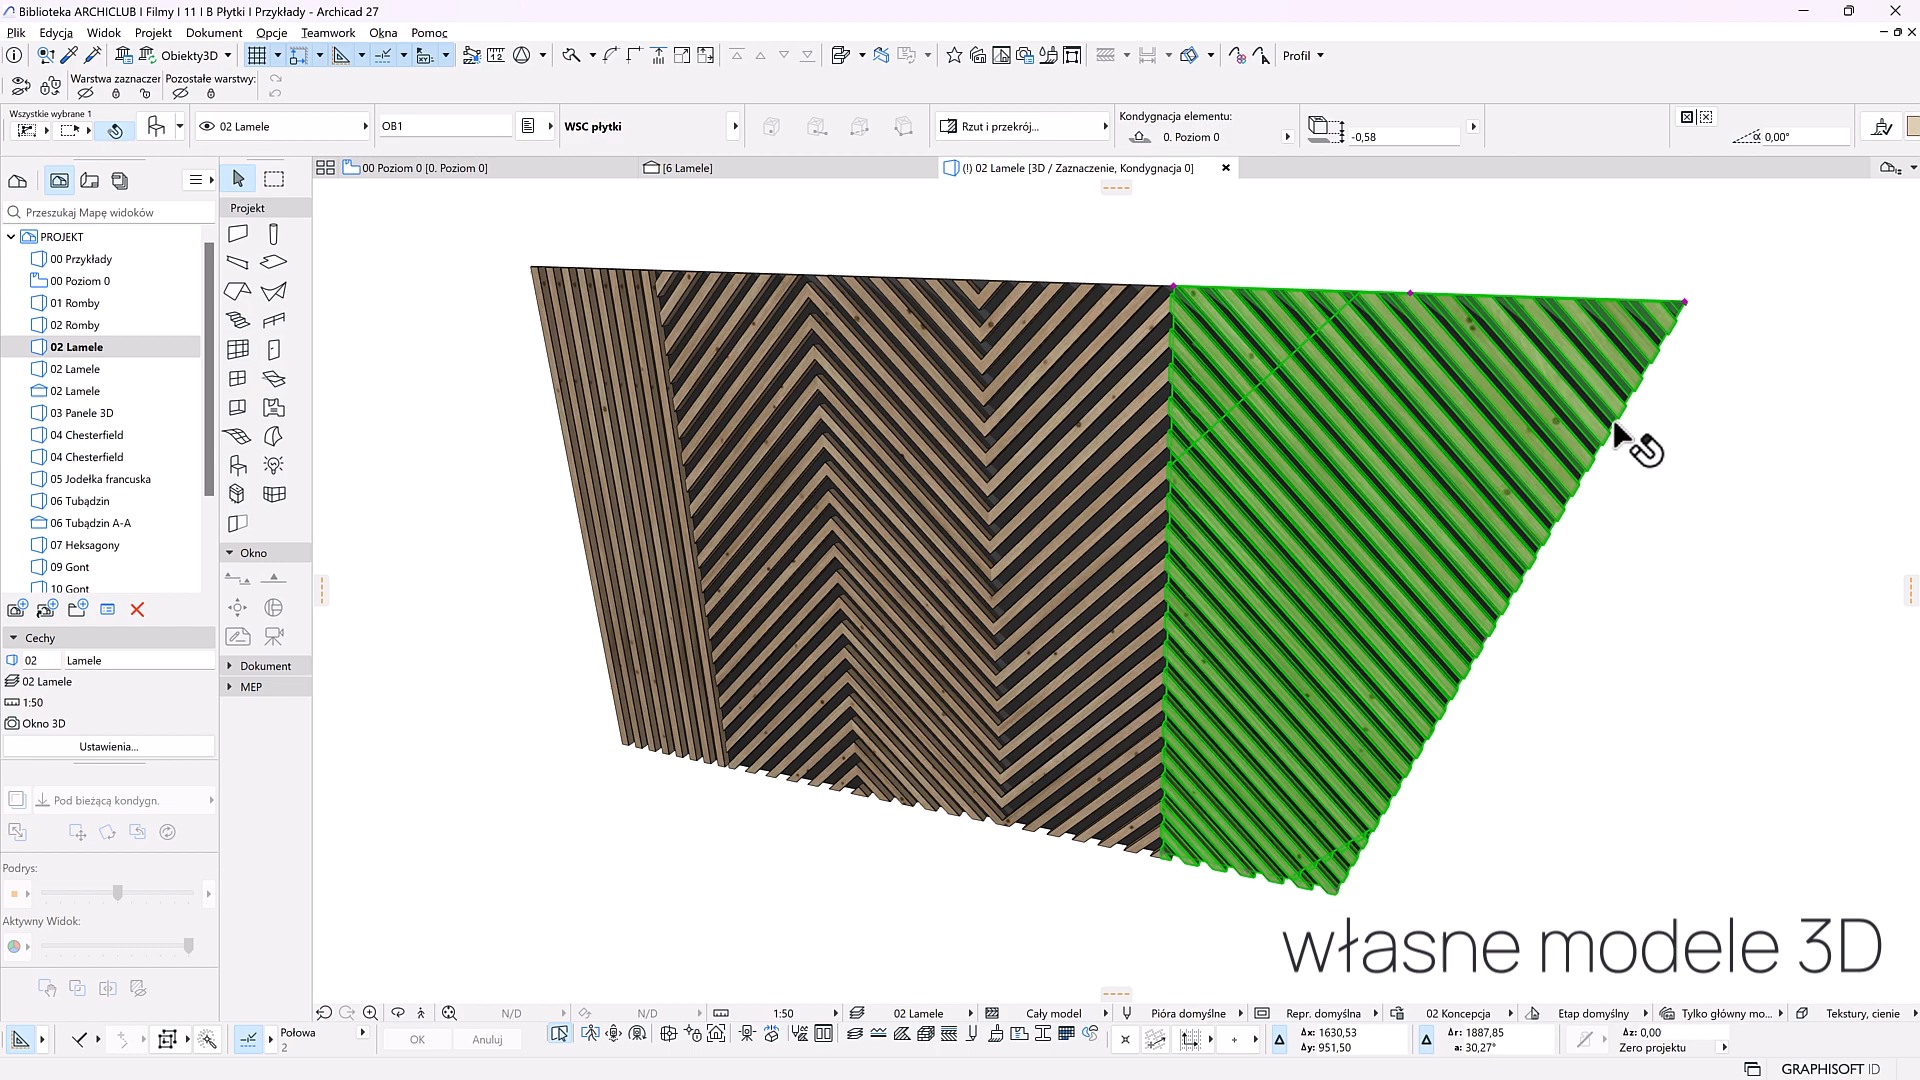 Biblioteka ARCHICLUB I Filmy I 11 I B Płytki I Przykłady - Archicad 27
Plik Edycja Widok Projekt Dokument Opcje Teamwork Okna Pomoc
Obiekty3D
Profil
Warstwa zaznaczer Pozostałe warstwy:
Wszystkie wybrane 1
02 Lamele
OB1
WSC płytki
Rzut i przekrój...
Kondygnacja elementu:
0. Poziom 0
-0,58
α 0,00°
00 Poziom 0 [0. Poziom 0]
[6 Lamele]
(!) 02 Lamele [3D / Zaznaczenie, Kondygnacja 0]
Przeszukaj Mapę widoków
PROJEKT
00 Przykłady
00 Poziom 0
01 Romby
02 Romby
02 Lamele
02 Lamele
02 Lamele
03 Panele 3D
04 Chesterfield
04 Chesterfield
05 Jodełka francuska
06 Tubądzin
06 Tubądzin A-A
07 Heksagony
09 Gont
10 Gont
Cechy
02 Lamele
02 Lamele
1:50
Okno 3D
Ustawienia...
Pod bieżącą kondygn.
Podrys:
Aktywny Widok:
Projekt
Okno
Dokument
MEP
własne modele 3D
N/D
N/D
1:50
02 Lamele
Cały model
Pióra domyślne
Repr. domyślna
02 Koncepcja
Etap domyślny
Tylko główny mo...
Tekstury, cienie
Połowa
2
OK
Anuluj
Δx: 1630,53
Δy: 951,50
Δr: 1887,85
a: 30,27°
Δz: 0,00
Zero projektu
GRAPHISOFT ID